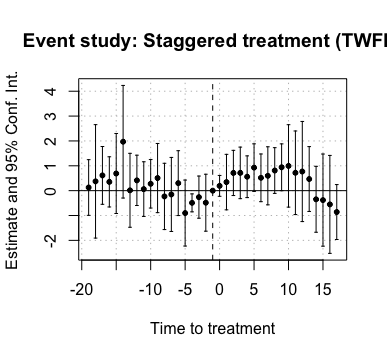 Event study: Staggered treatment (TWF
Estimate and 95% Conf. Int.
4
3
2
1
0
-2
-20 -10 -5 0 5 10 15
Time to treatment